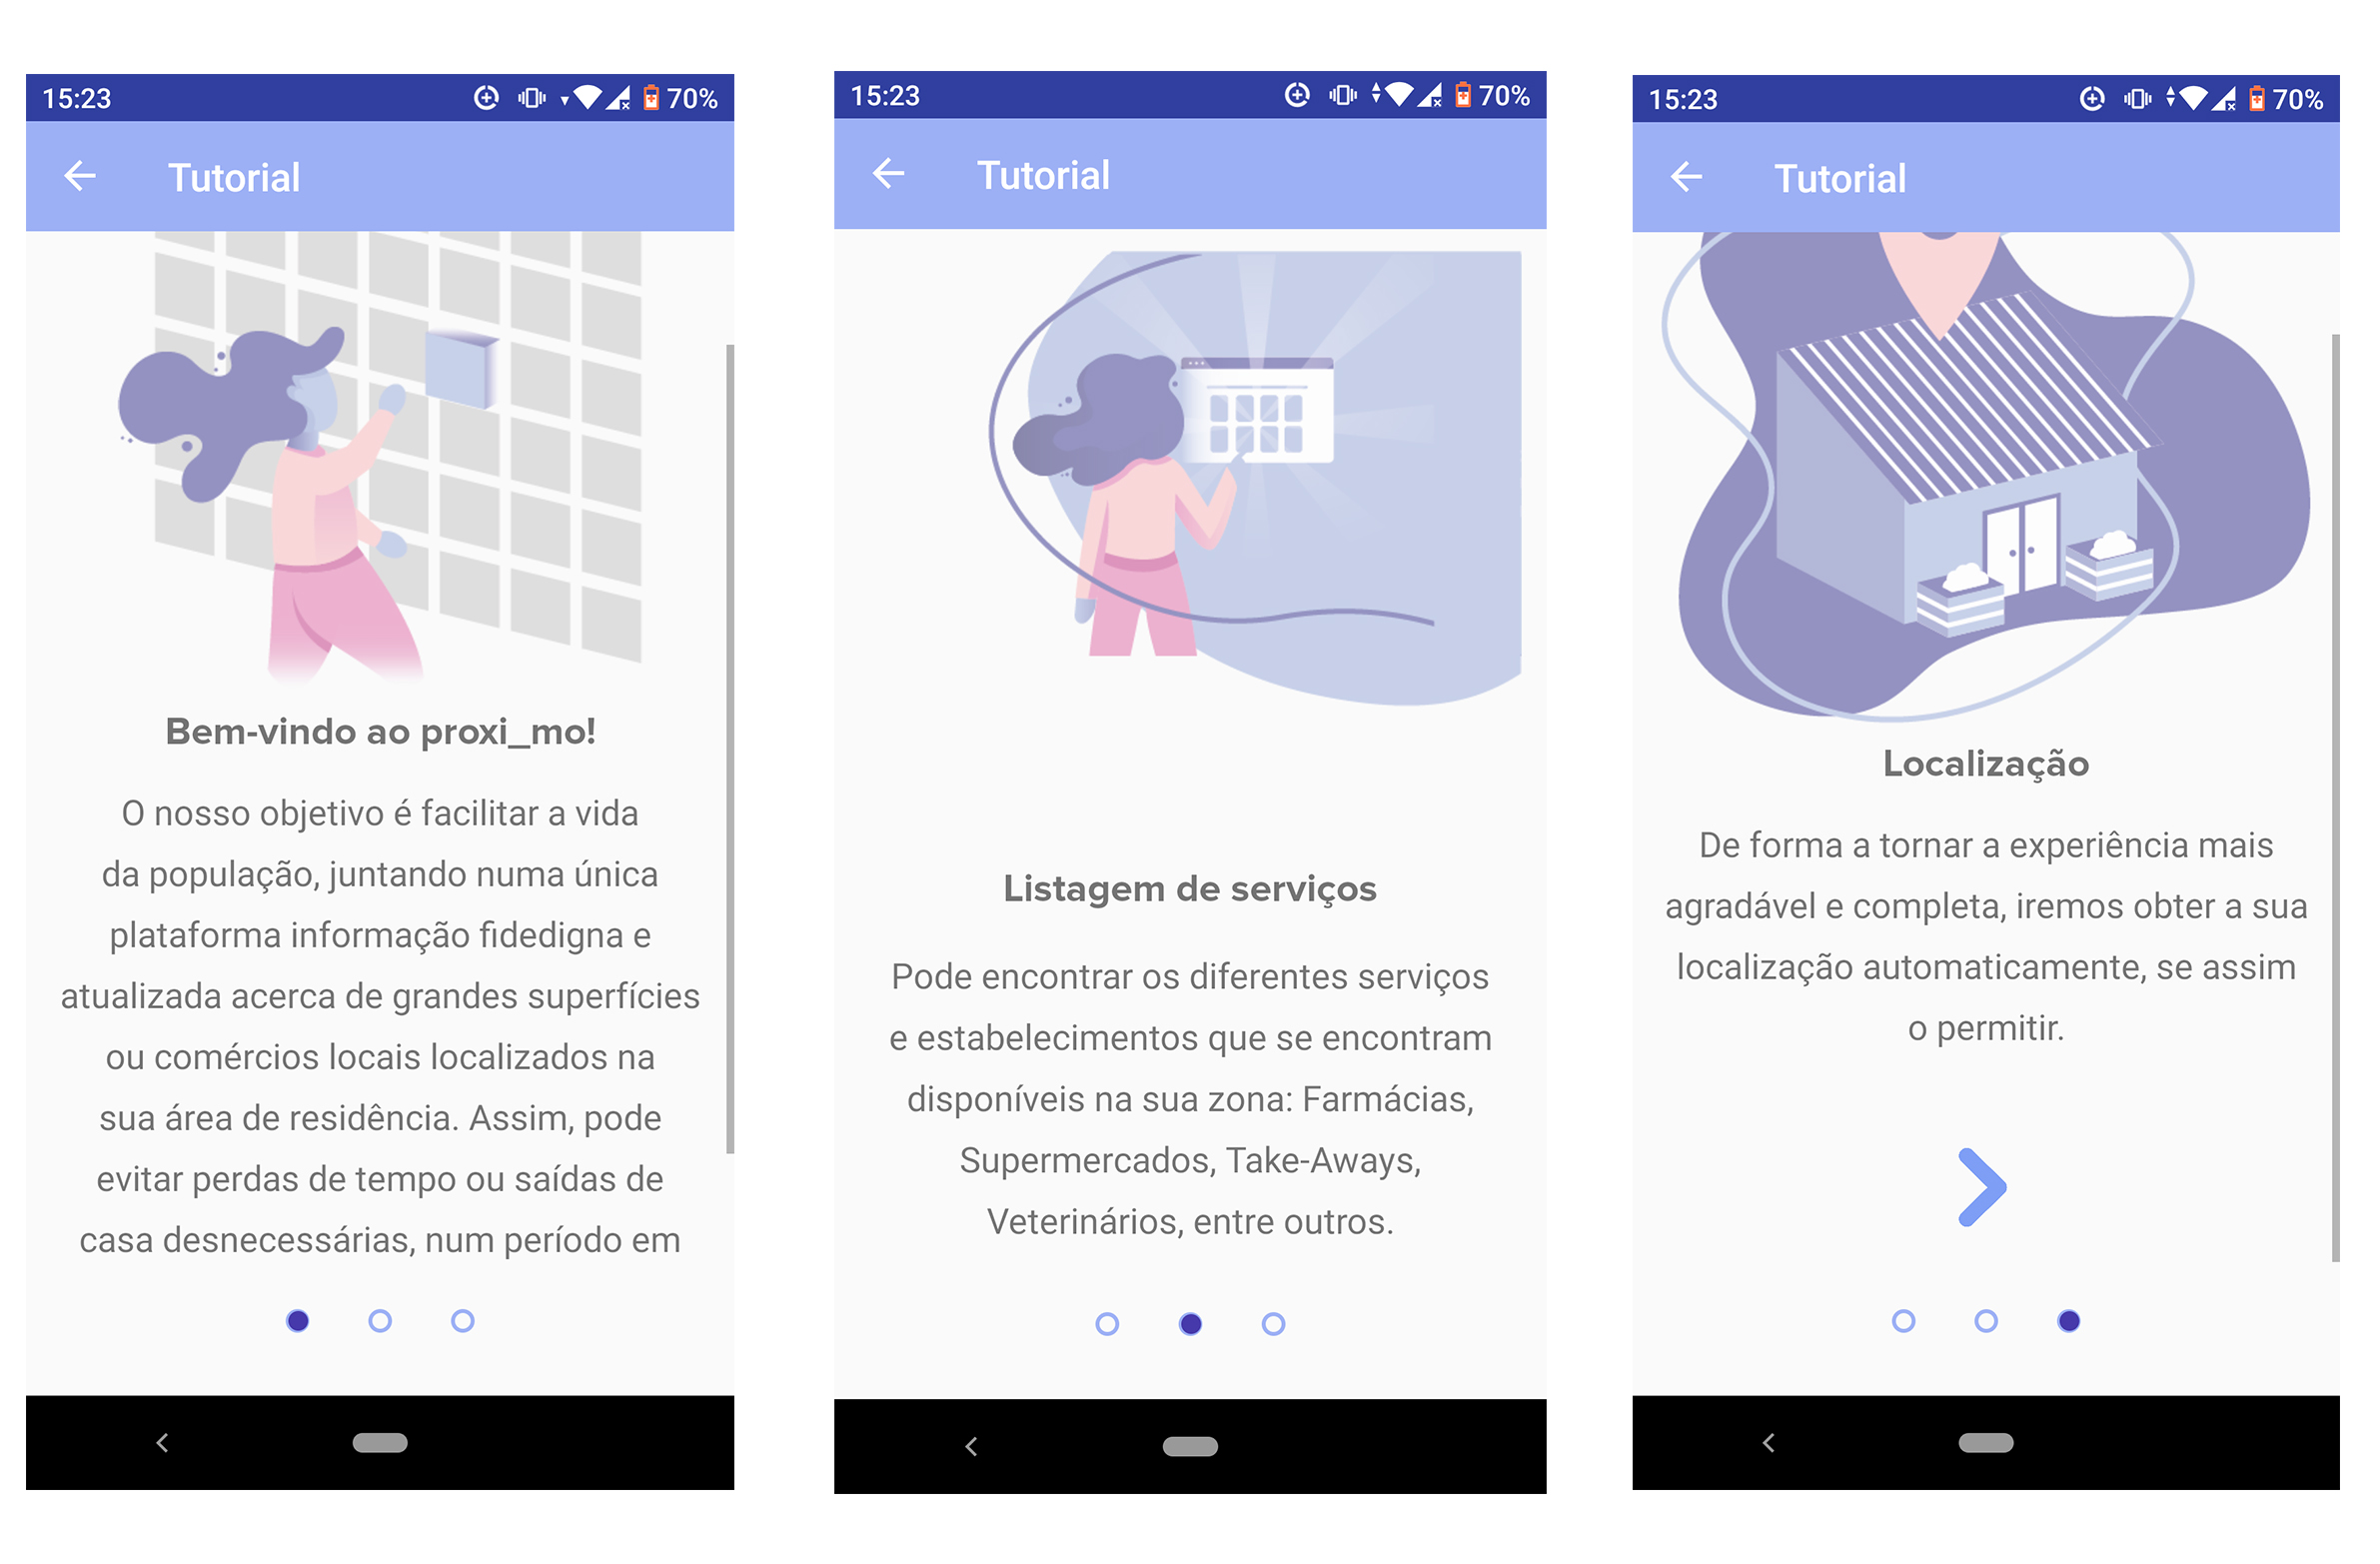 15:23
70%
Tutorial
Bem-vindo ao proxi_mo!
O nosso objetivo é facilitar a vida
da população, juntando numa única
plataforma informação fidedigna e
atualizada acerca de grandes superfícies
ou comércios locais localizados na
sua área de residência. Assim, pode
evitar perdas de tempo ou saídas de
casa desnecessárias, num período em
15:23
70%
Tutorial
Listagem de serviços
Pode encontrar os diferentes serviços
e estabelecimentos que se encontram
disponíveis na sua zona: Farmácias,
Supermercados, Take-Aways,
Veterinários, entre outros.
15:23
70%
Tutorial
Localização
De forma a tornar a experiência mais
agradável e completa, iremos obter a sua
localização automaticamente, se assim
o permitir.